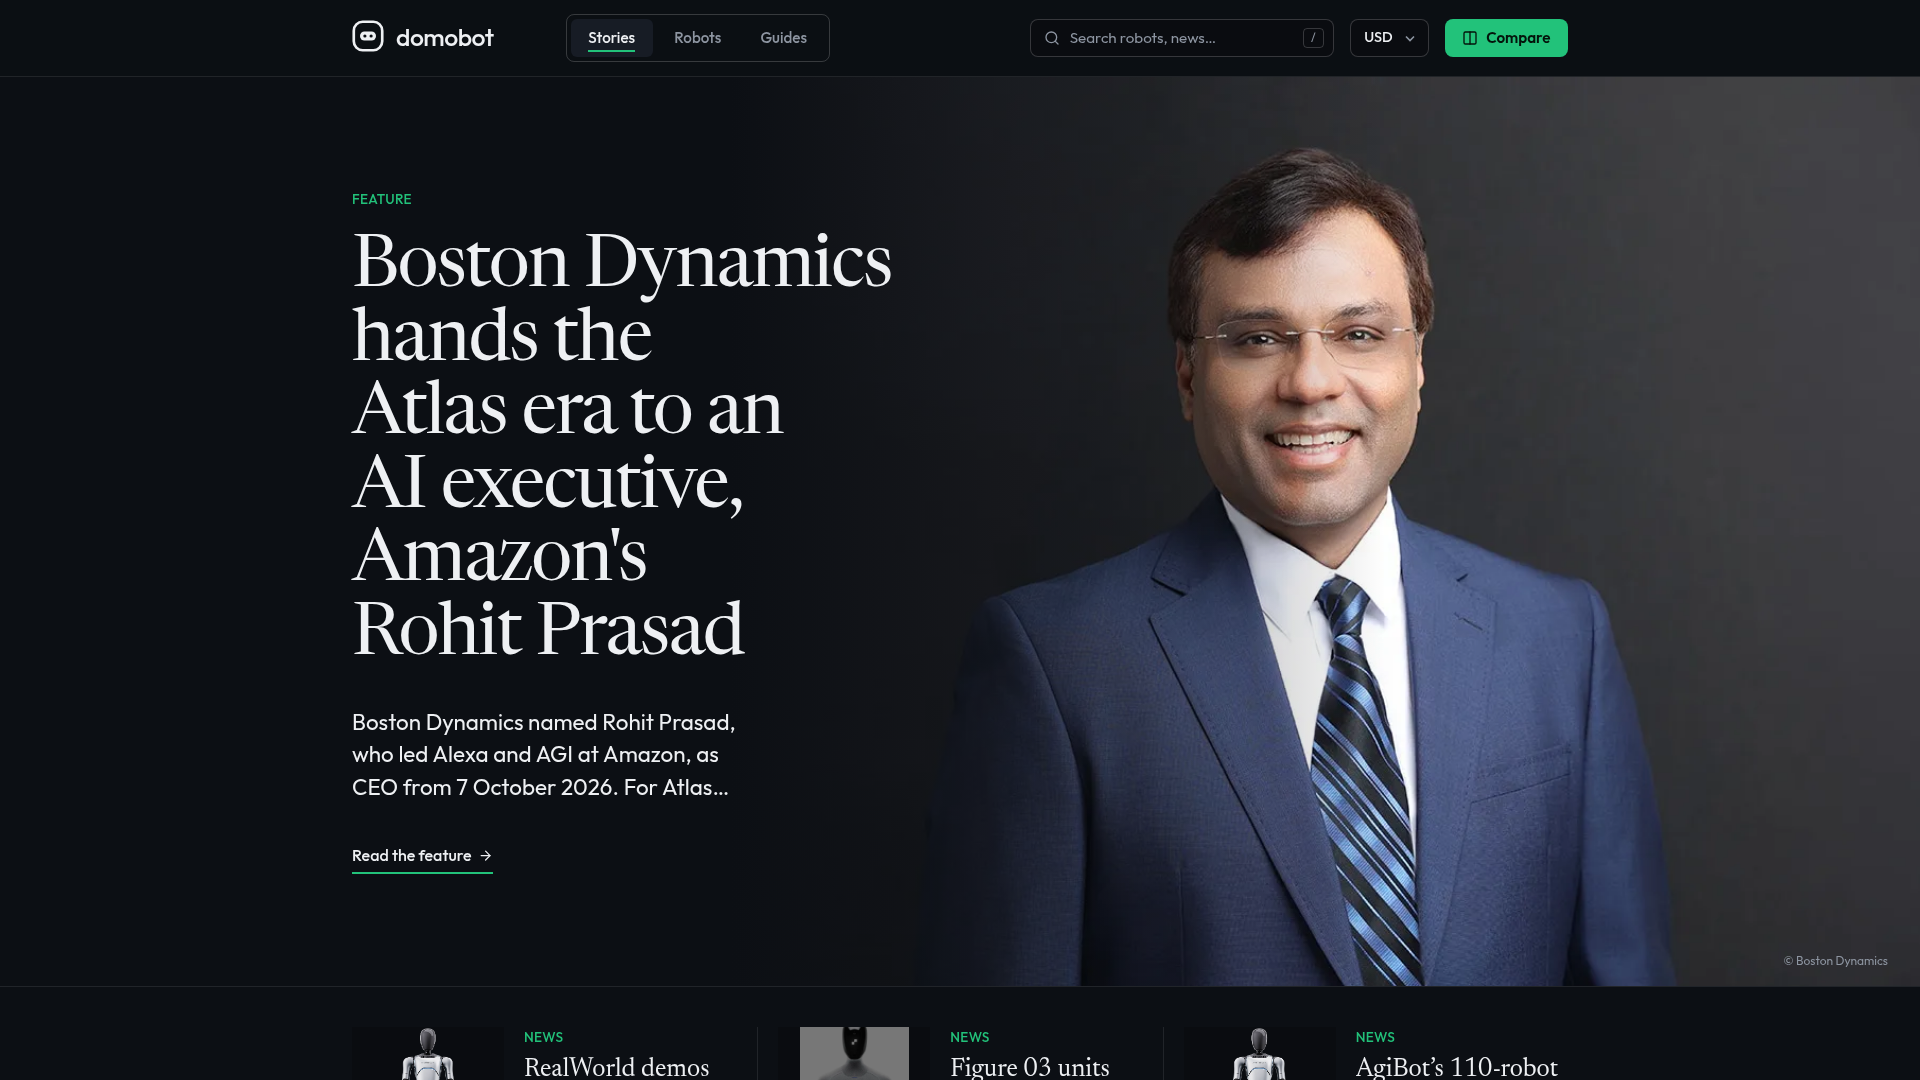 domobot
Stories
Robots
Guides
Search robots, news...
/
USD
Compare
FEATURE
Boston Dynamics
hands the
Atlas era to an
AI executive,
Amazon's
Rohit Prasad
Boston Dynamics named Rohit Prasad,
who led Alexa and AGI at Amazon, as
CEO from 7 October 2026. For Atlas...
Read the feature →
© Boston Dynamics
NEWS
RealWorld demos
NEWS
Figure 03 units
NEWS
AgiBot’s 110-robot